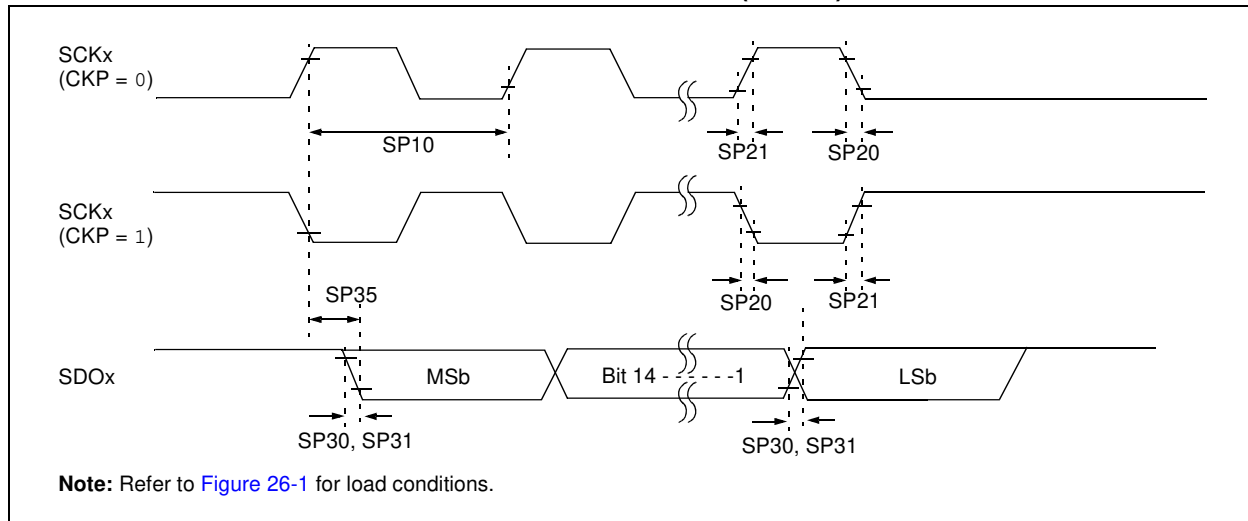 SCKx
(CKP = 0)
SP10
SP21
SP20
SCKx
(CKP = 1)
SP35
SP20
SP21
SDOx
MSb
Bit 14 - - - - - -1
LSb
SP30, SP31
SP30, SP31
Note: Refer to Figure 26-1 for load conditions.